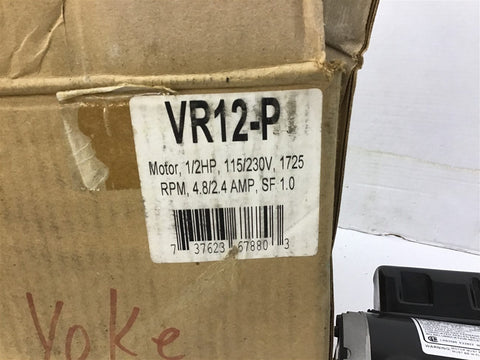 VR12-P
Motor, 1/2HP, 115/230V, 1725
RPM, 4.8/2.4 AMP, SF 1.0
7 37623 67880 3
Yoke